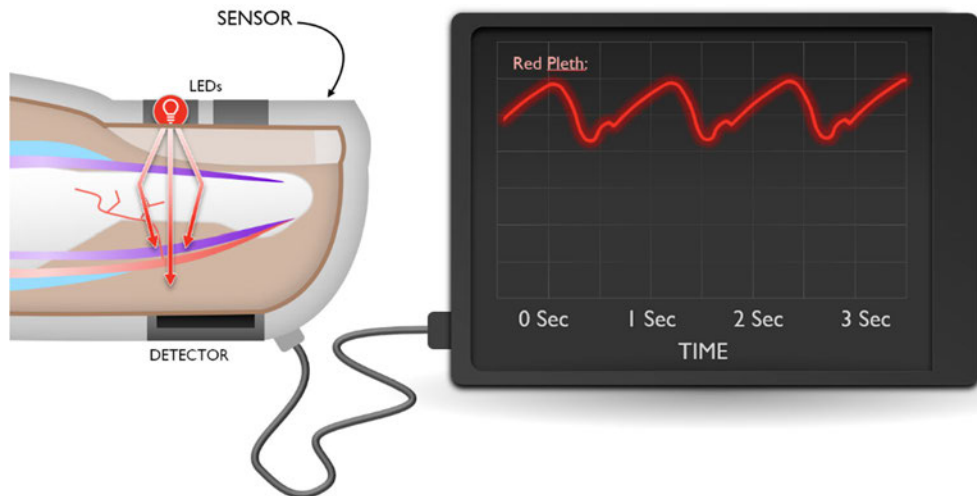 SENSOR
LEDs
DETECTOR
Red Pleth:
0 Sec 1 Sec 2 Sec 3 Sec
TIME